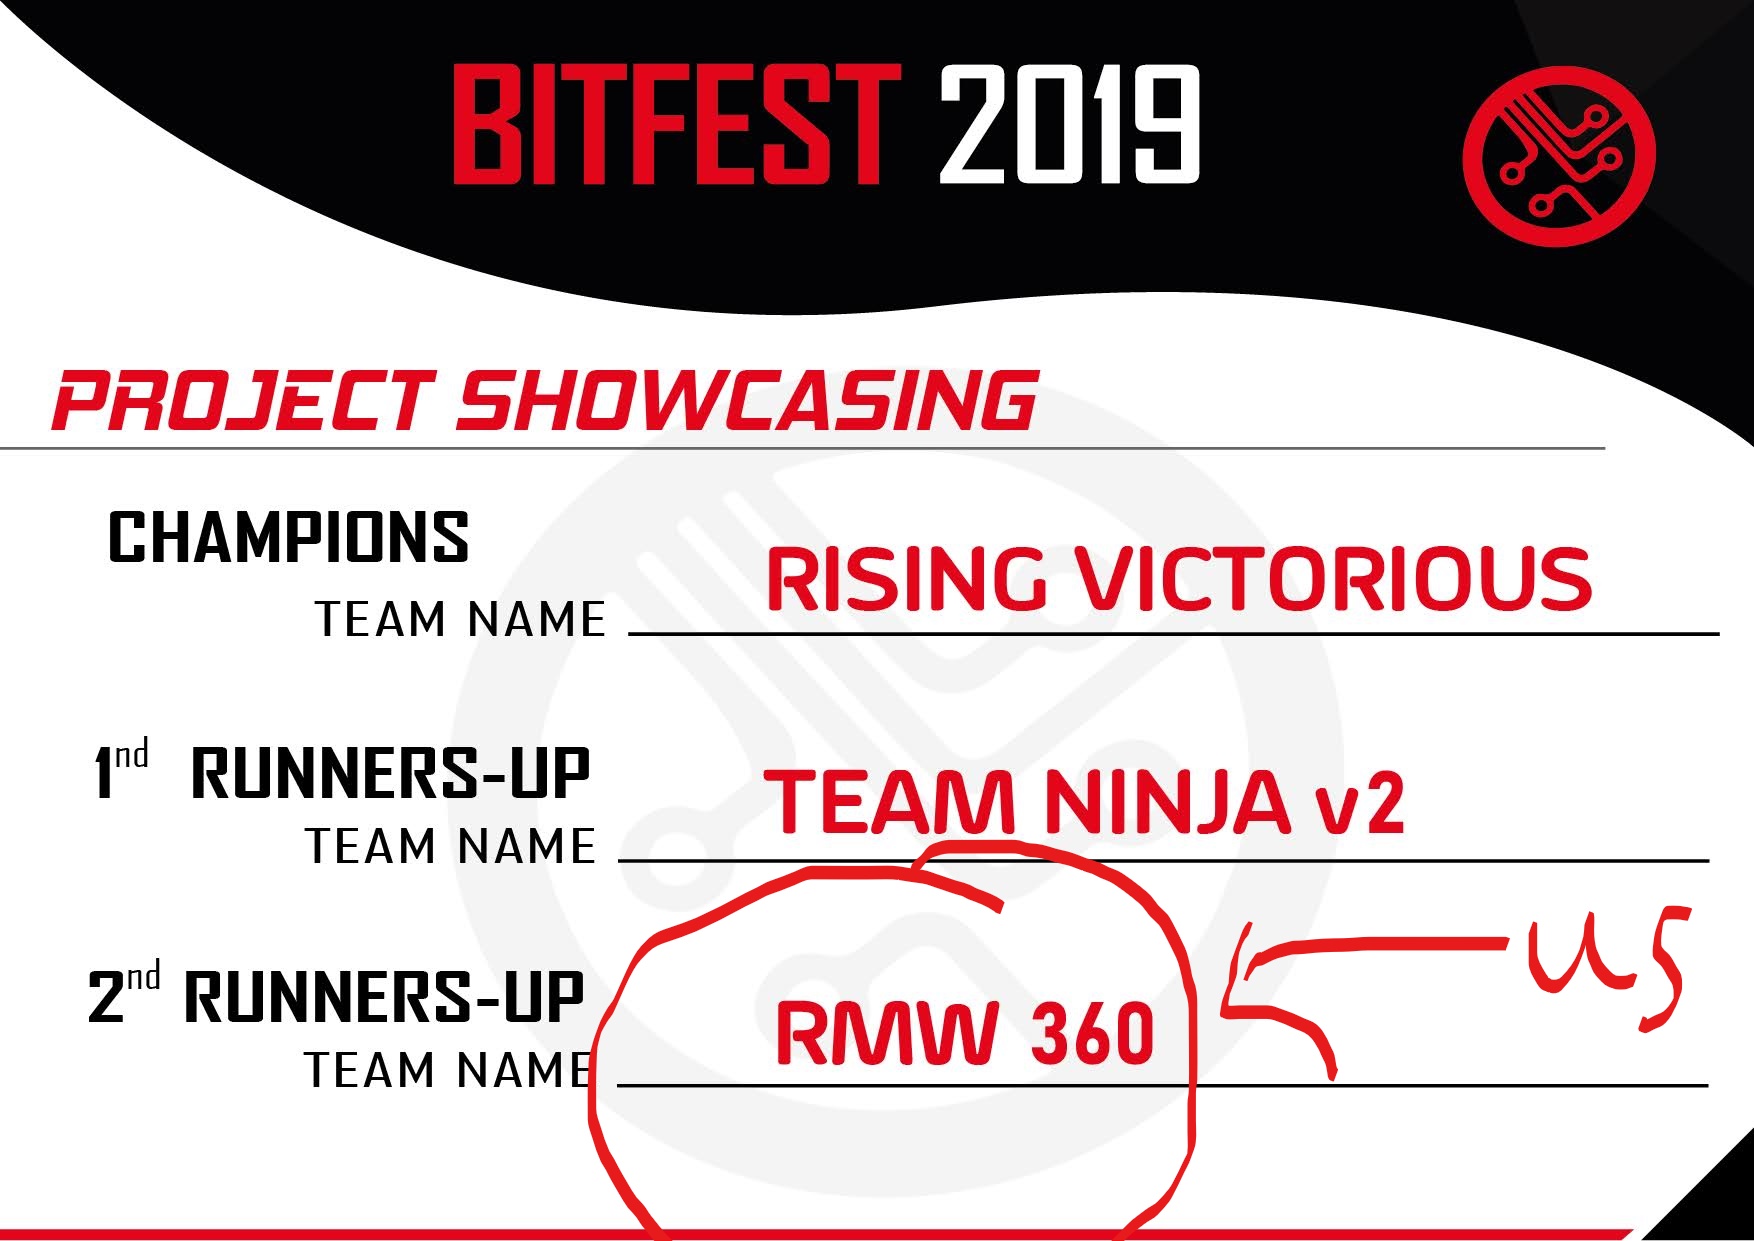 BITFEST 2019
PROJECT SHOWCASING
CHAMPIONS
TEAM NAME RISING VICTORIOUS
1nd RUNNERS-UP
TEAM NAME TEAM NINJA v2
2nd RUNNERS-UP
TEAM NAME RMW 360
us